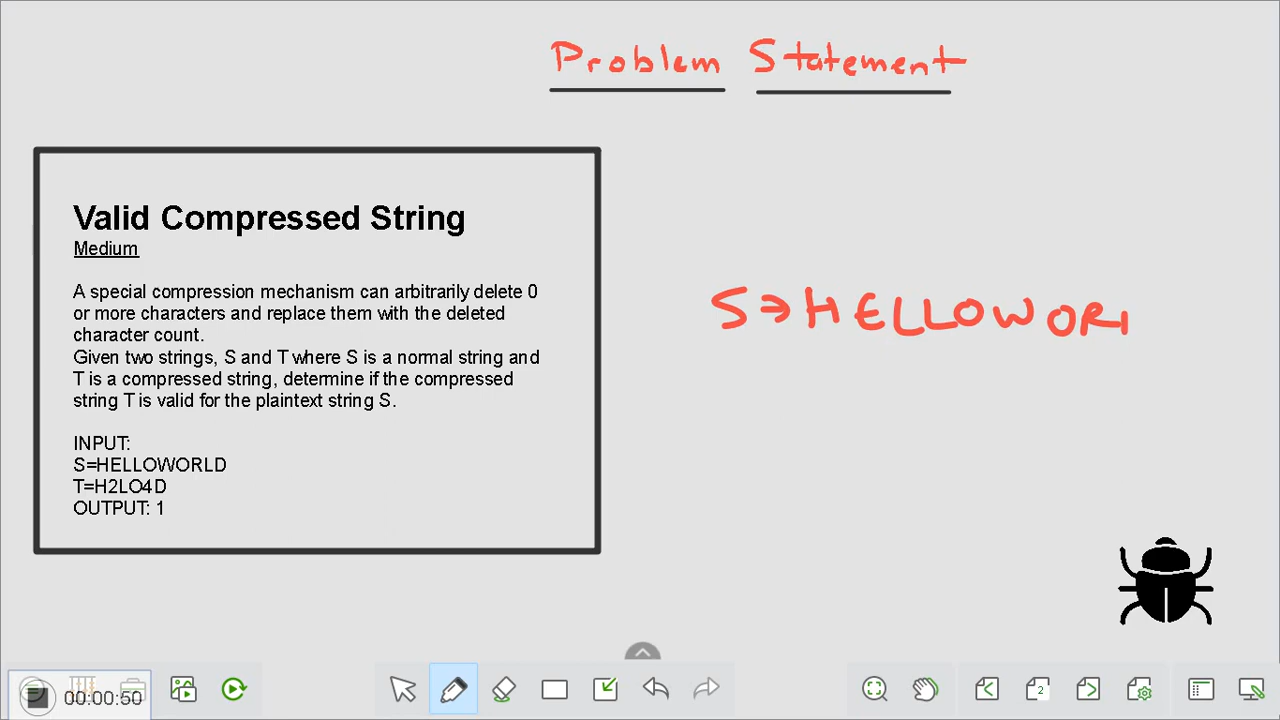 Problem Statement
Valid Compressed String
Medium
A special compression mechanism can arbitrarily delete 0
or more characters and replace them with the deleted
character count.
Given two strings, S and T where S is a normal string and
T is a compressed string, determine if the compressed
string T is valid for the plaintext string S.
INPUT:
S=HELLOWORLD
T=H2LO4D
OUTPUT: 1
S⇒HELLOWOR
00:00:50
2